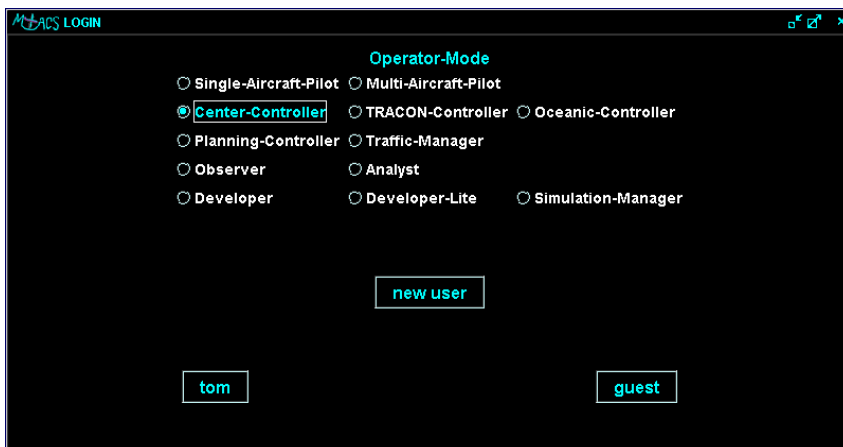 MACS LOGIN
Operator-Mode
Single-Aircraft-Pilot Multi-Aircraft-Pilot
Center-Controller TRACON-Controller Oceanic-Controller
Planning-Controller Traffic-Manager
Observer Analyst
Developer Developer-Lite Simulation-Manager
new user
tom guest